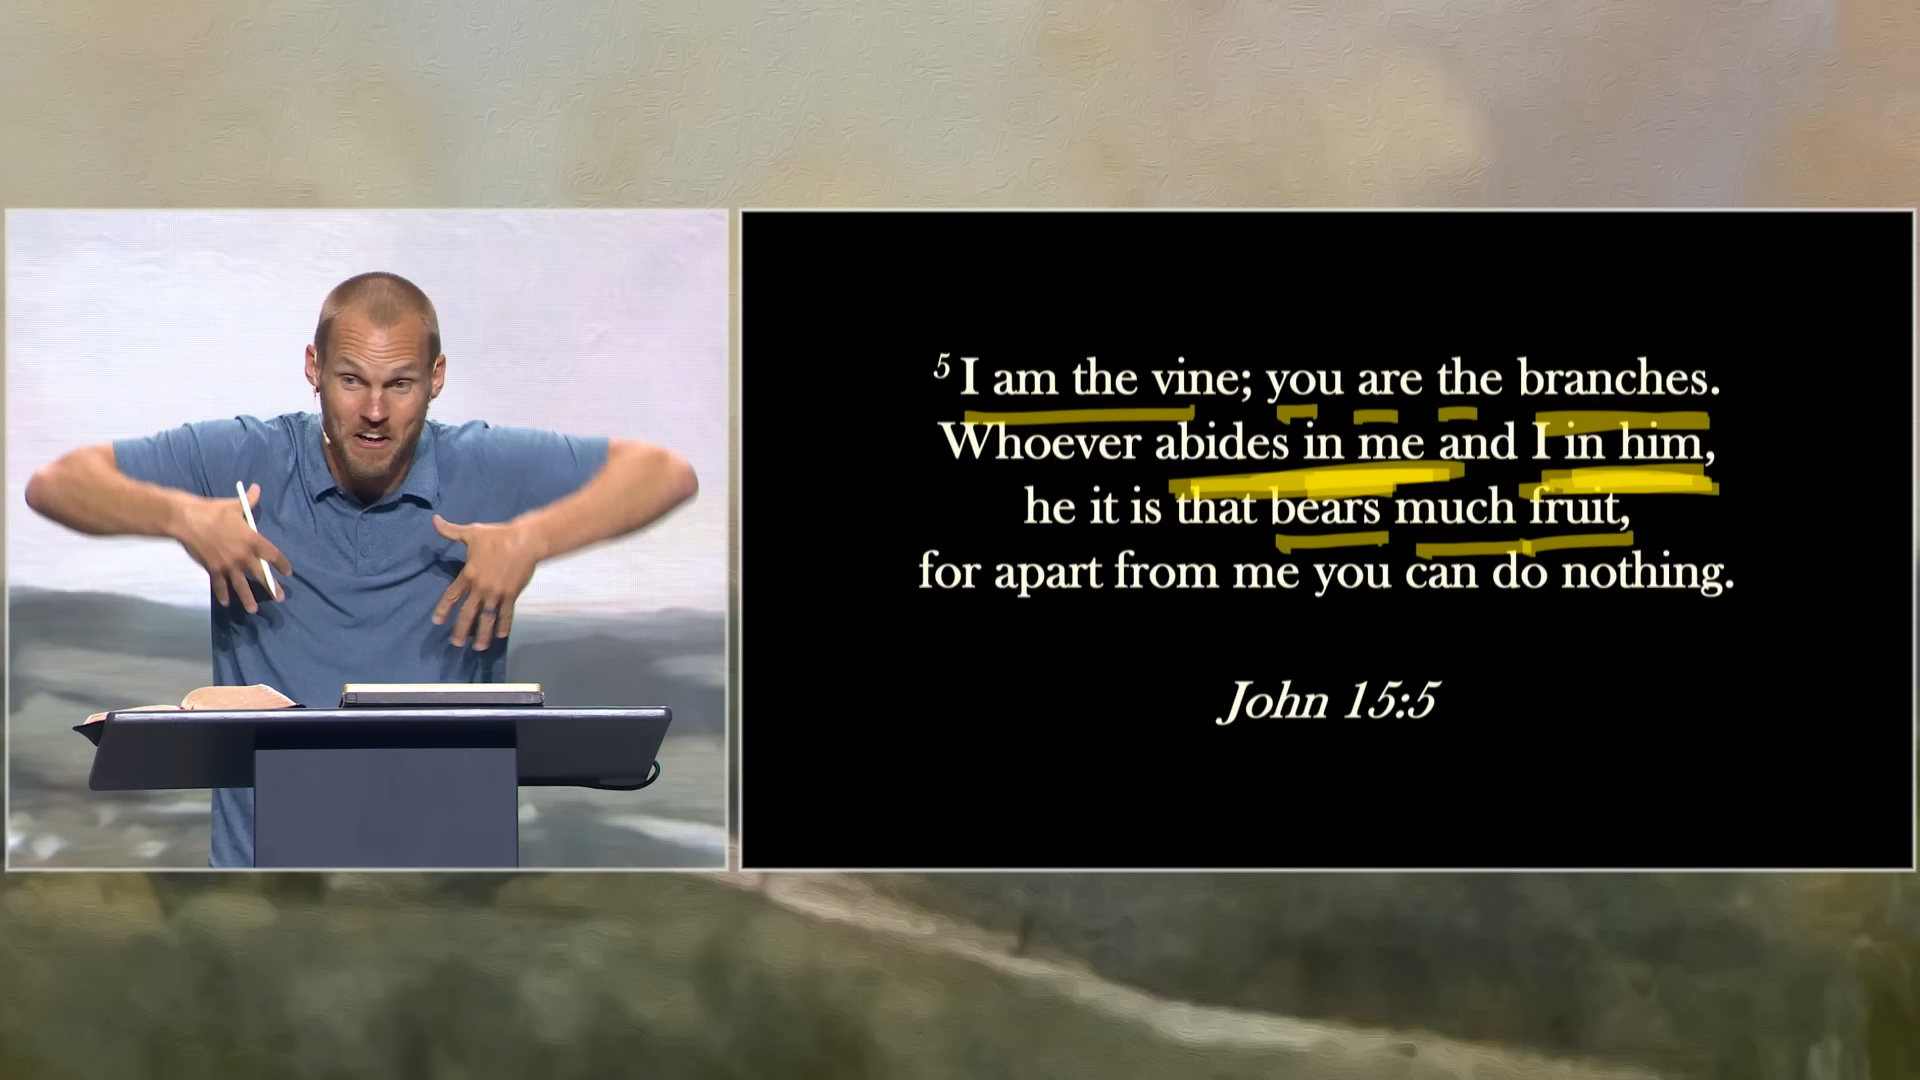 5 I am the vine; you are the branches.
Whoever abides in me and I in him,
he it is that bears much fruit,
for apart from me you can do nothing.
John 15:5